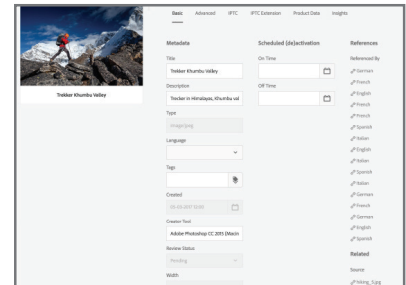 Basic Advanced IPTC IPTC Extension Product Data Insights
Trekker Khumbu Valley
Metadata
Title
Trekker Khumbu Valley
Description
Trecker in Himalaya, Khumbu val
Type
image/jpeg
Language
Tags
Created
Creator Tool
Adobe Photoshop CC 2015 (Macin
Review Status
Pending
Width
Scheduled (de)activation
On Time
Off Time
References
Referenced By
German
French
English
French
French
Spanish
Italian
English
Italian
Spanish
Italian
German
French
German
English
Spanish
Related
Source
hiking_5.jpg